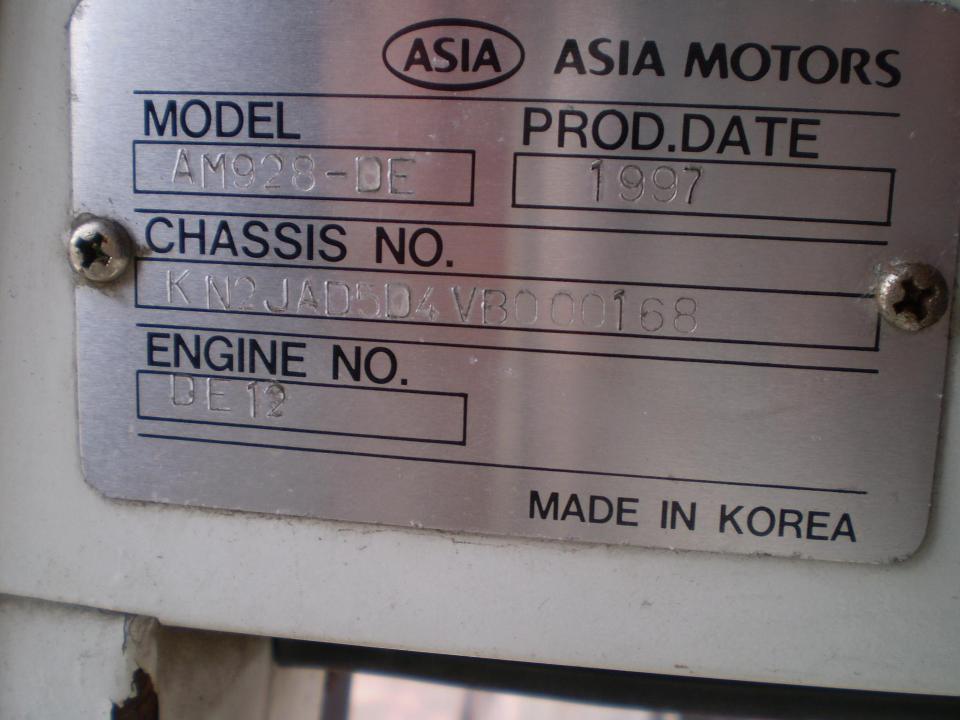 ASIA ASIA MOTORS
MODEL PROD.DATE
AM928-DE 1997
CHASSIS NO.
KN2JAD5D4VB000168
ENGINE NO.
DE12
MADE IN KOREA